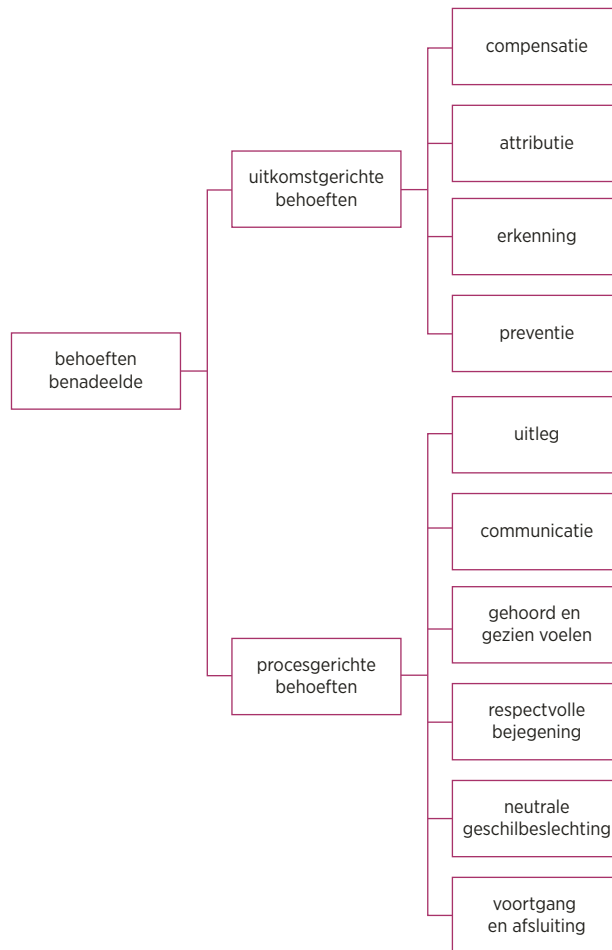 behoeften
benadeelde
uitkomstgerichte
behoeften
compensatie
attributie
erkenning
preventie
procesgerichte
behoeften
uitleg
communicatie
gehoord en
gezien voelen
respectvolle
bejegening
neutrale
geschilbeslechting
voortgang
en afsluiting